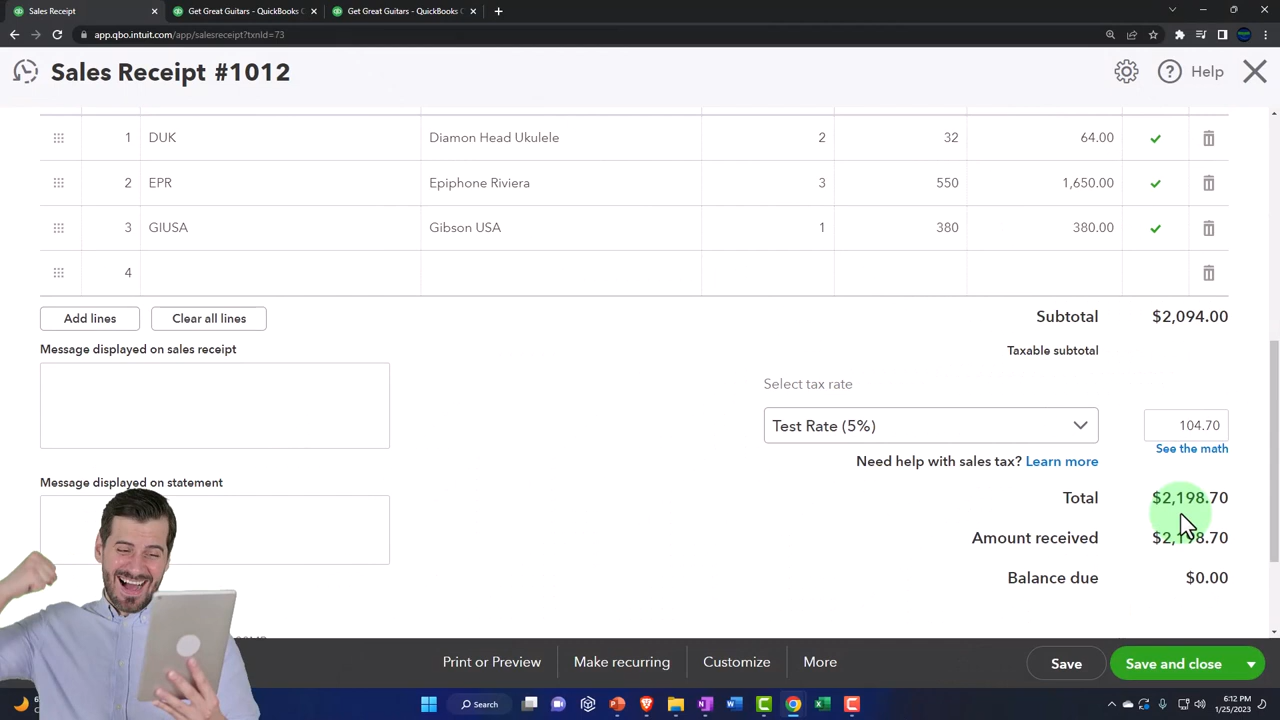 Sales Receipt
Get Great Guitars - QuickBooks
Get Great Guitars - QuickBooks
app.qbo.intuit.com/app/salesreceipt?txnId=73
Sales Receipt #1012
Help
1 DUK Diamon Head Ukulele 2 32 64.00
2 EPR Epiphone Riviera 3 550 1,650.00
3 GIUSA Gibson USA 1 380 380.00
4
Add lines Clear all lines
Subtotal $2,094.00
Message displayed on sales receipt
Taxable subtotal
Select tax rate
Test Rate (5%) 104.70
See the math
Need help with sales tax? Learn more
Message displayed on statement
Total $2,198.70
Amount received $2,198.70
Balance due $0.00
Print or Preview Make recurring Customize More Save Save and close
Search
6:12 PM
1/25/2023